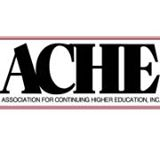 ACHE
ASSOCIATION FOR CONTINUING HIGHER EDUCATION, INC.